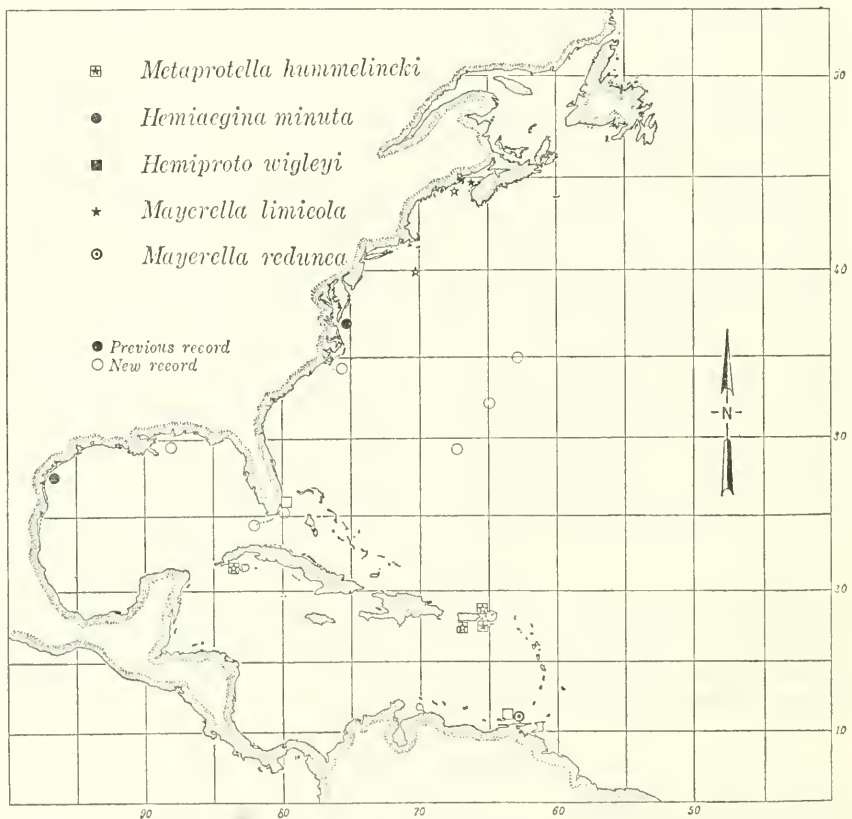 Metaprotella hummelincki
Hemiaegina minuta
Hemiproto wigleyi
Mayerella limicola
Mayerella redunca
Previous record
New record
N
50
40
30
20
10
90 80 70 60 50